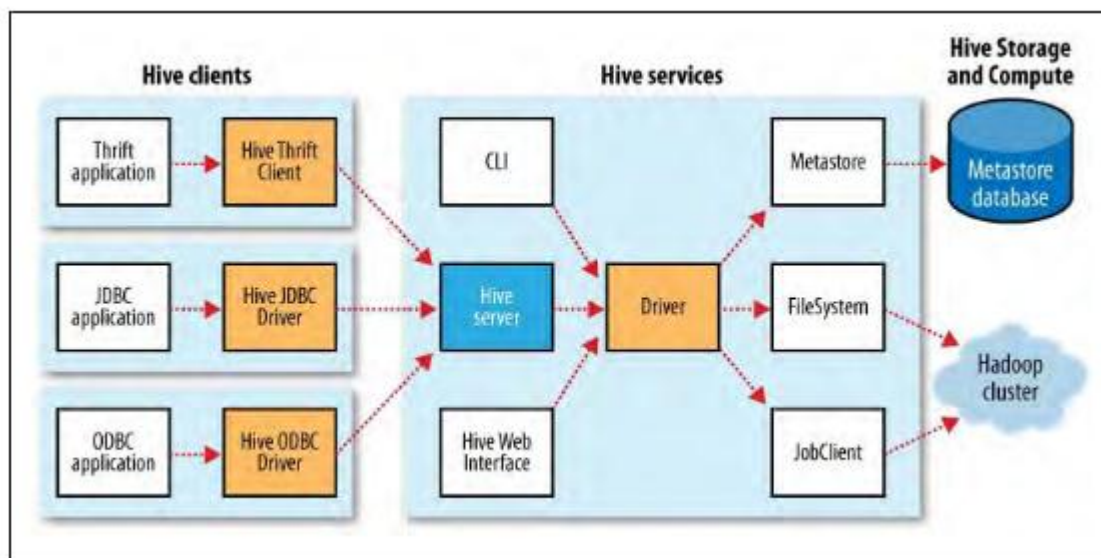 Hive clients
Hive services
Hive Storage
and Compute
Thrift
application
Hive Thrift
Client
CLI
Metastore
Metastore
database
JDBC
application
Hive JDBC
Driver
Hive
server
Driver
FileSystem
Hadoop
cluster
ODBC
application
Hive ODBC
Driver
Hive Web
Interface
JobClient